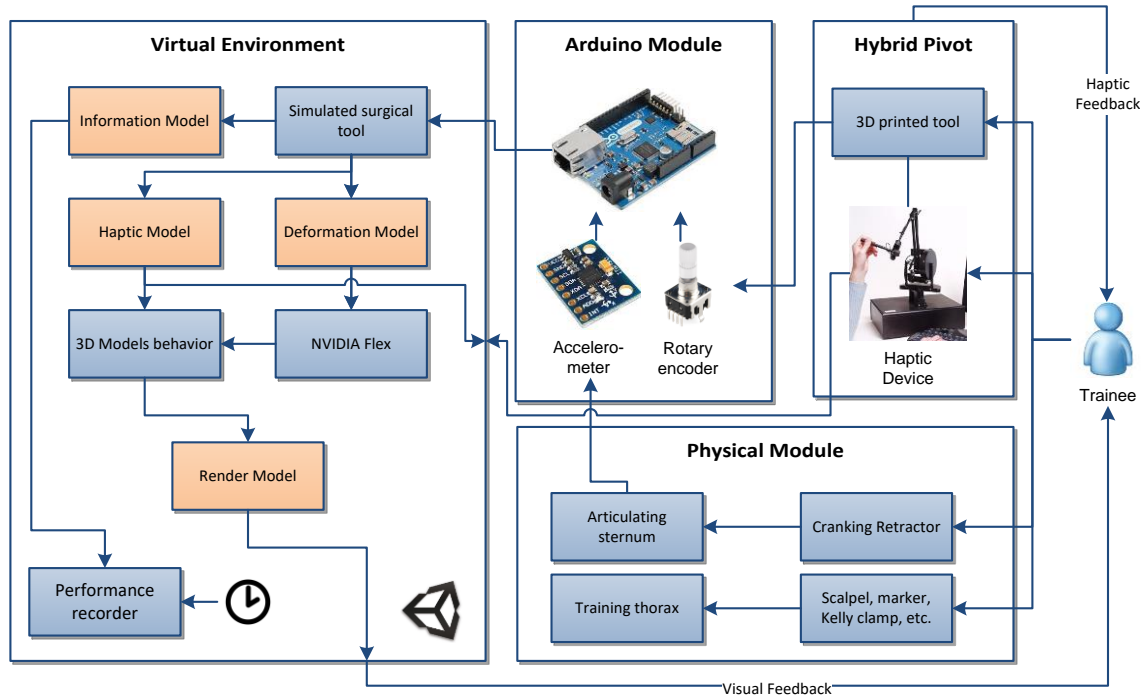 Virtual Environment
Information Model
Simulated surgical
tool
Haptic Model
Deformation Model
3D Models behavior
NVIDIA Flex
Render Model
Performance
recorder
Arduino Module
Accelero-
meter
Rotary
encoder
Hybrid Pivot
3D printed tool
Haptic
Device
Physical Module
Articulating
sternum
Cranking Retractor
Training thorax
Scalpel, marker,
Kelly clamp, etc.
Haptic
Feedback
Trainee
Visual Feedback